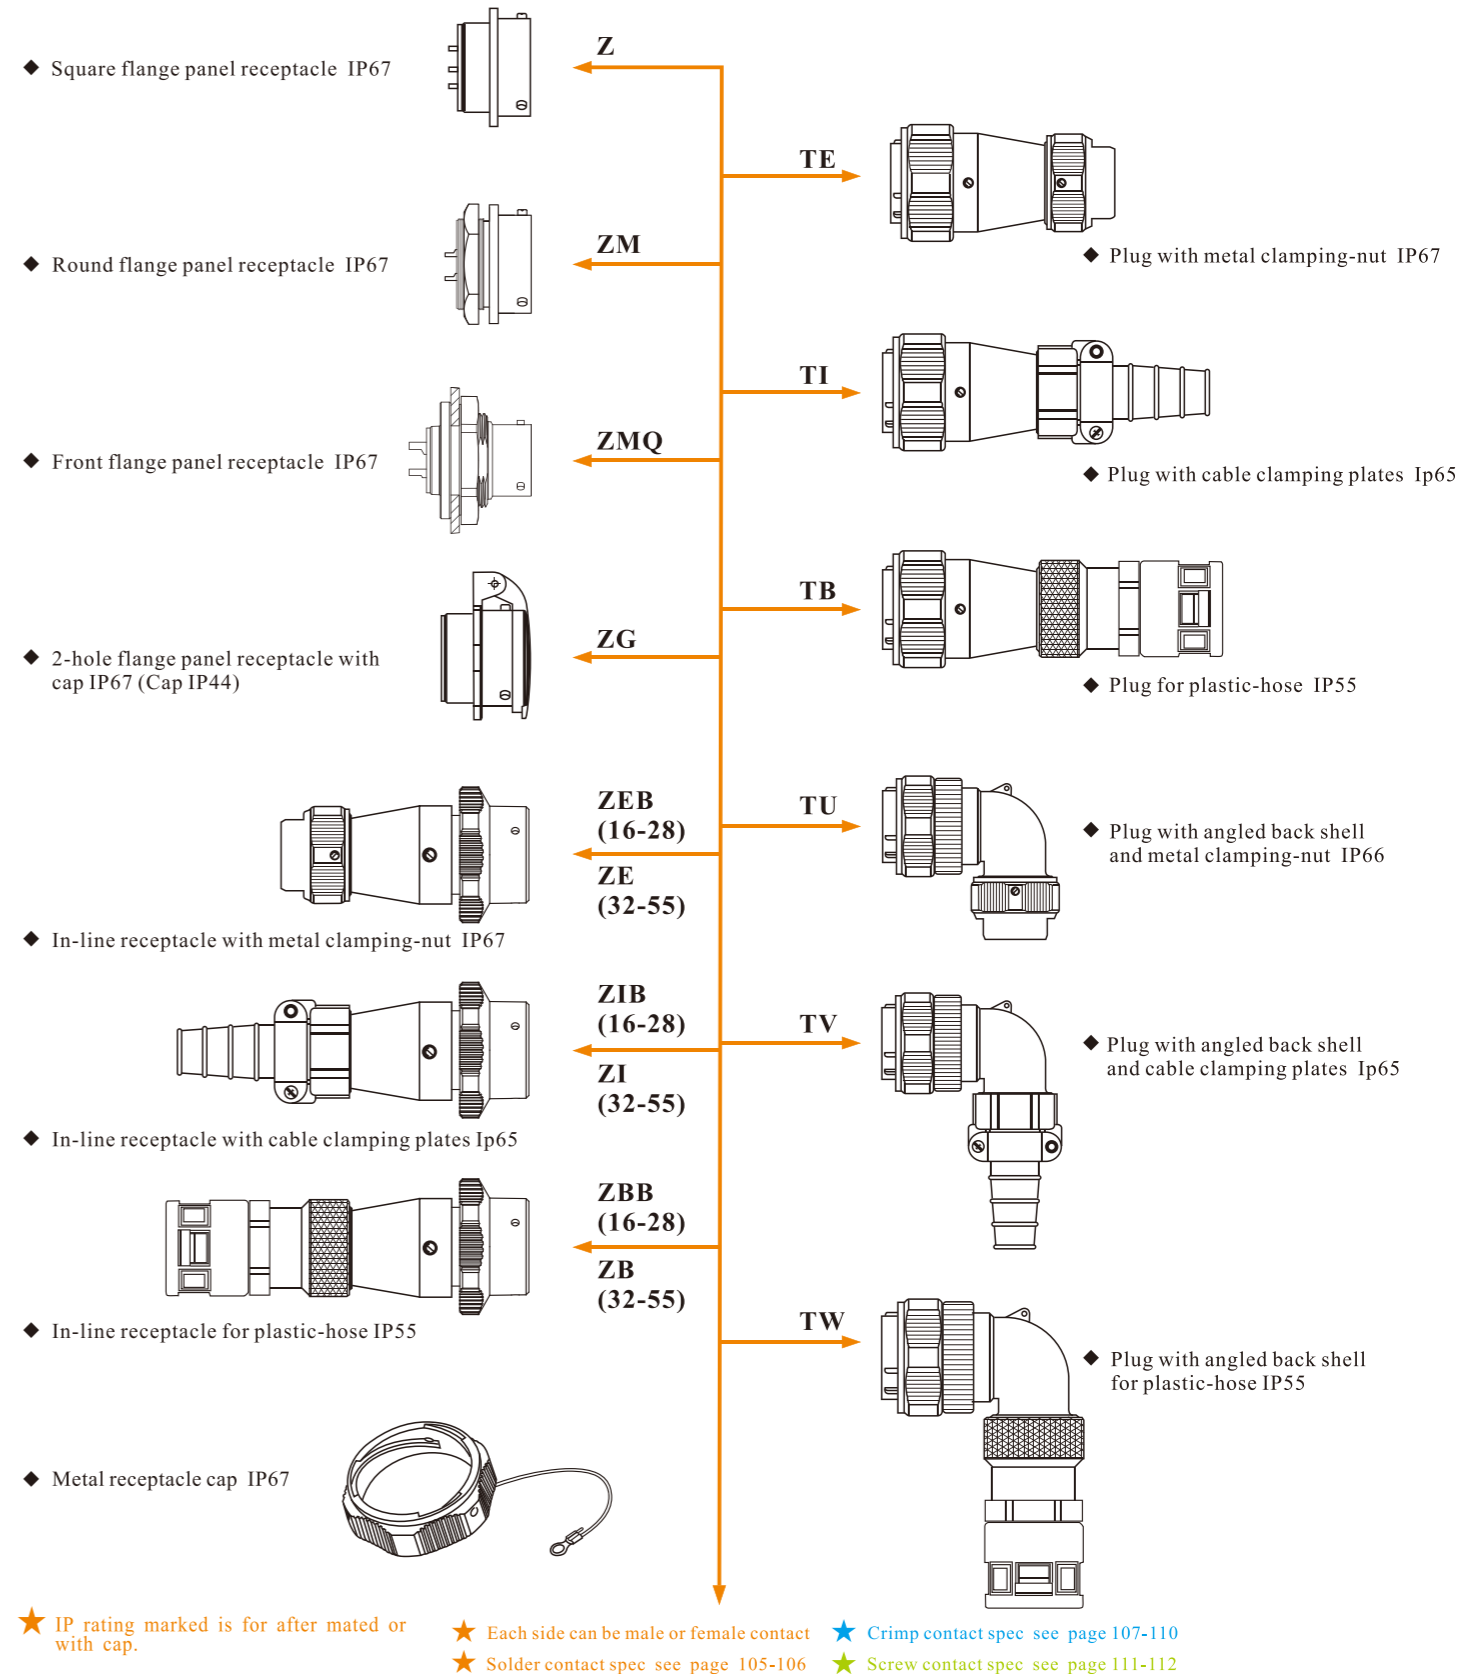 Z
◆ Square flange panel receptacle IP67
TE
◆ Plug with metal clamping-nut IP67
ZM
◆ Round flange panel receptacle IP67
TI
◆ Plug with cable clamping plates Ip65
ZMQ
◆ Front flange panel receptacle IP67
TB
◆ Plug for plastic-hose IP55
ZG
◆ 2-hole flange panel receptacle with
cap IP67 (Cap IP44)
ZEB
(16-28)
ZE
(32-55)
◆ In-line receptacle with metal clamping-nut IP67
TU
◆ Plug with angled back shell
and metal clamping-nut IP66
ZIB
(16-28)
ZI
(32-55)
◆ In-line receptacle with cable clamping plates Ip65
TV
◆ Plug with angled back shell
and cable clamping plates Ip65
ZBB
(16-28)
ZB
(32-55)
◆ In-line receptacle for plastic-hose IP55
TW
◆ Plug with angled back shell
for plastic-hose IP55
◆ Metal receptacle cap IP67
★ IP rating marked is for after mated or
with cap.
★ Each side can be male or female contact
★ Solder contact spec see page 105-106
★ Crimp contact spec see page 107-110
★ Screw contact spec see page 111-112